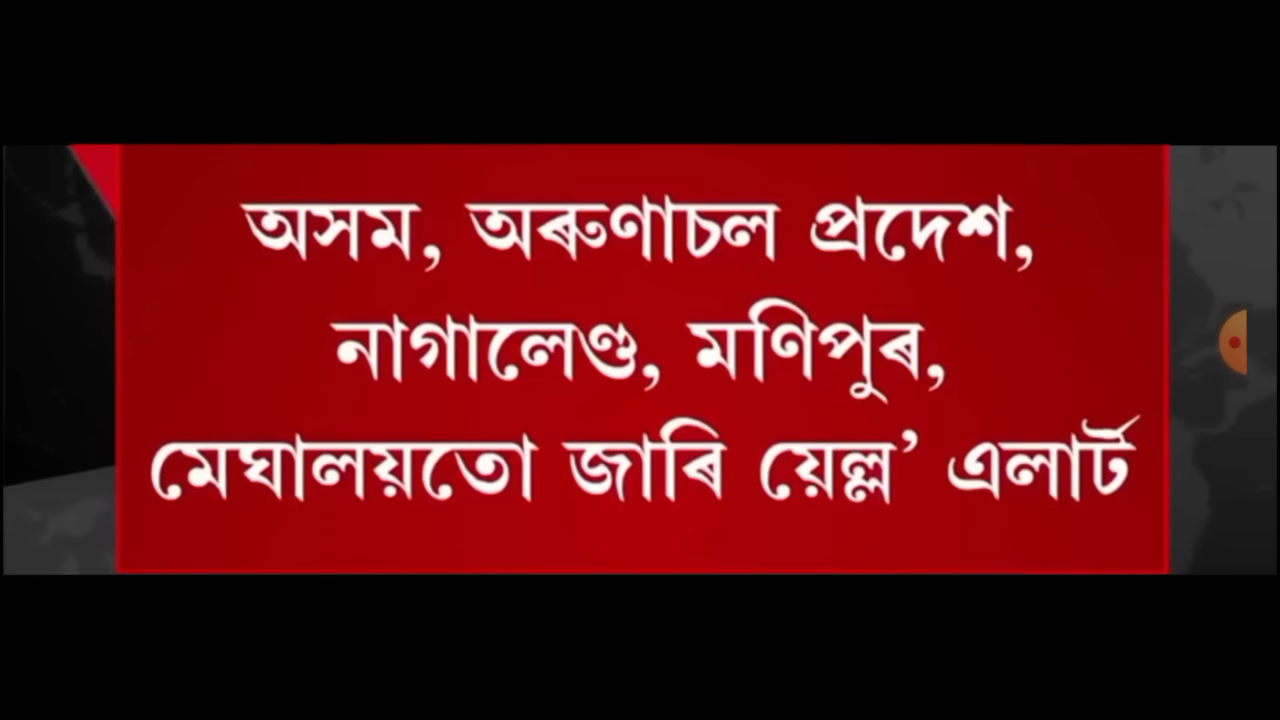 অসম, অৰুণাচল প্ৰদেশ,
নাগালেণ্ড, মণিপুৰ,
মেঘালয়তো জাৰি য়েল্ল’ এলাৰ্ট